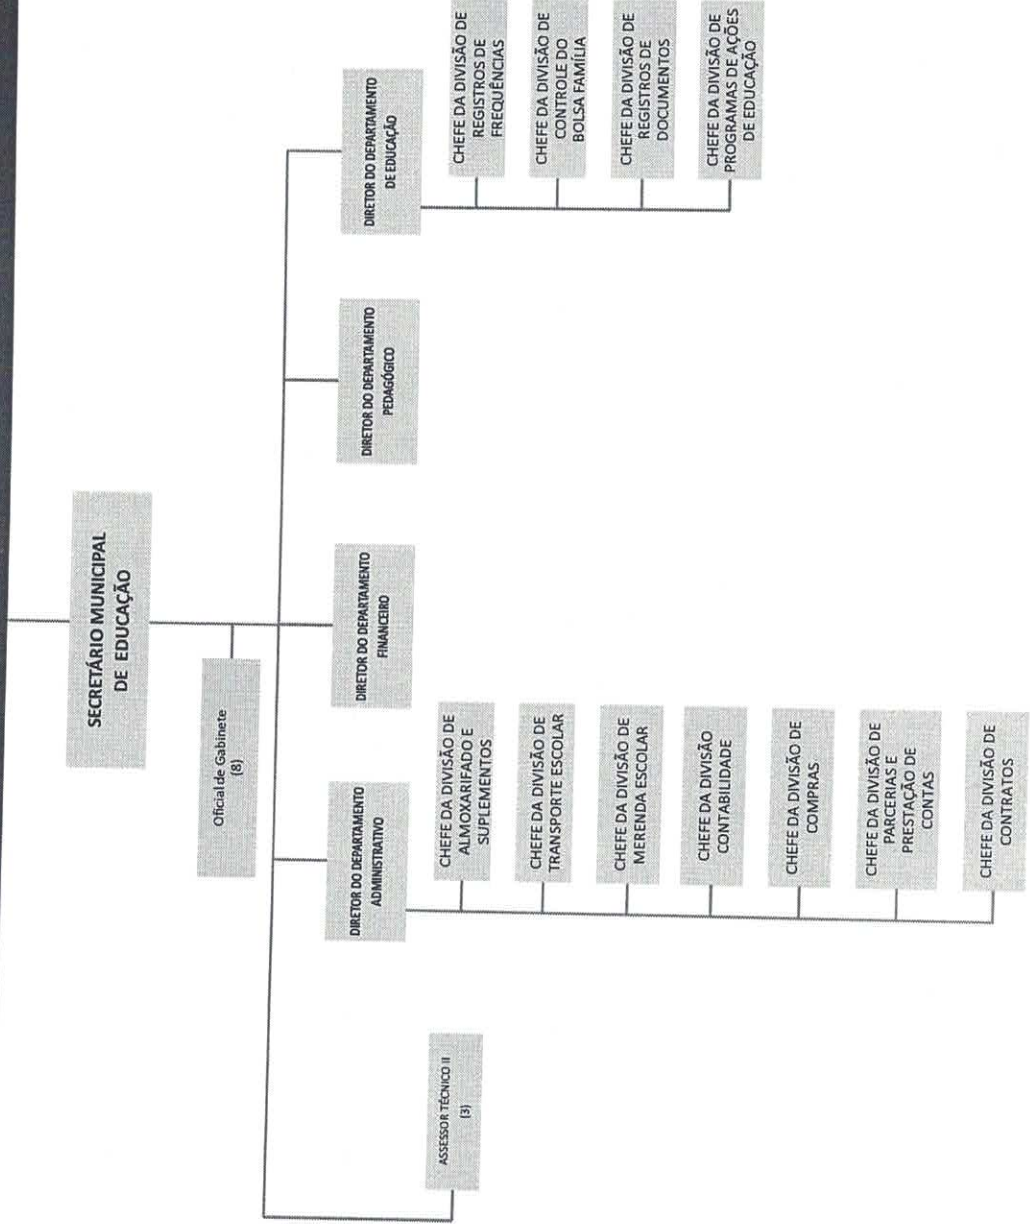 SECRETÁRIO MUNICIPAL
DE EDUCAÇÃO
Oficial de Gabinete
(8)
ASSESSOR TÉCNICO II
(3)
DIRETOR DO DEPARTAMENTO
ADMINISTRATIVO
CHEFE DA DIVISÃO DE
ALMOXARIFADO E
SUPLEMENTOS
CHEFE DA DIVISÃO DE
TRANSPORTE ESCOLAR
CHEFE DA DIVISÃO DE
MERENDA ESCOLAR
CHEFE DA DIVISÃO
CONTABILIDADE
CHEFE DA DIVISÃO DE
COMPRAS
CHEFE DA DIVISÃO DE
PARCERIAS E
PRESTAÇÃO DE
CONTAS
CHEFE DA DIVISÃO DE
CONTRATOS
DIRETOR DO DEPARTAMENTO
FINANCEIRO
DIRETOR DO DEPARTAMENTO
PEDAGÓGICO
DIRETOR DO DEPARTAMENTO
DE EDUCAÇÃO
CHEFE DA DIVISÃO DE
REGISTROS DE
FREQUÊNCIAS
CHEFE DA DIVISÃO DE
CONTROLE DO
BOLSA FAMÍLIA
CHEFE DA DIVISÃO DE
REGISTROS DE
DOCUMENTOS
CHEFE DA DIVISÃO DE
PROGRAMAS DE AÇÕES
DE EDUCAÇÃO